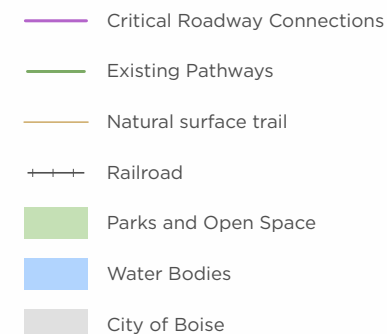 Critical Roadway Connections
Existing Pathways
Natural surface trail
Railroad
Parks and Open Space
Water Bodies
City of Boise